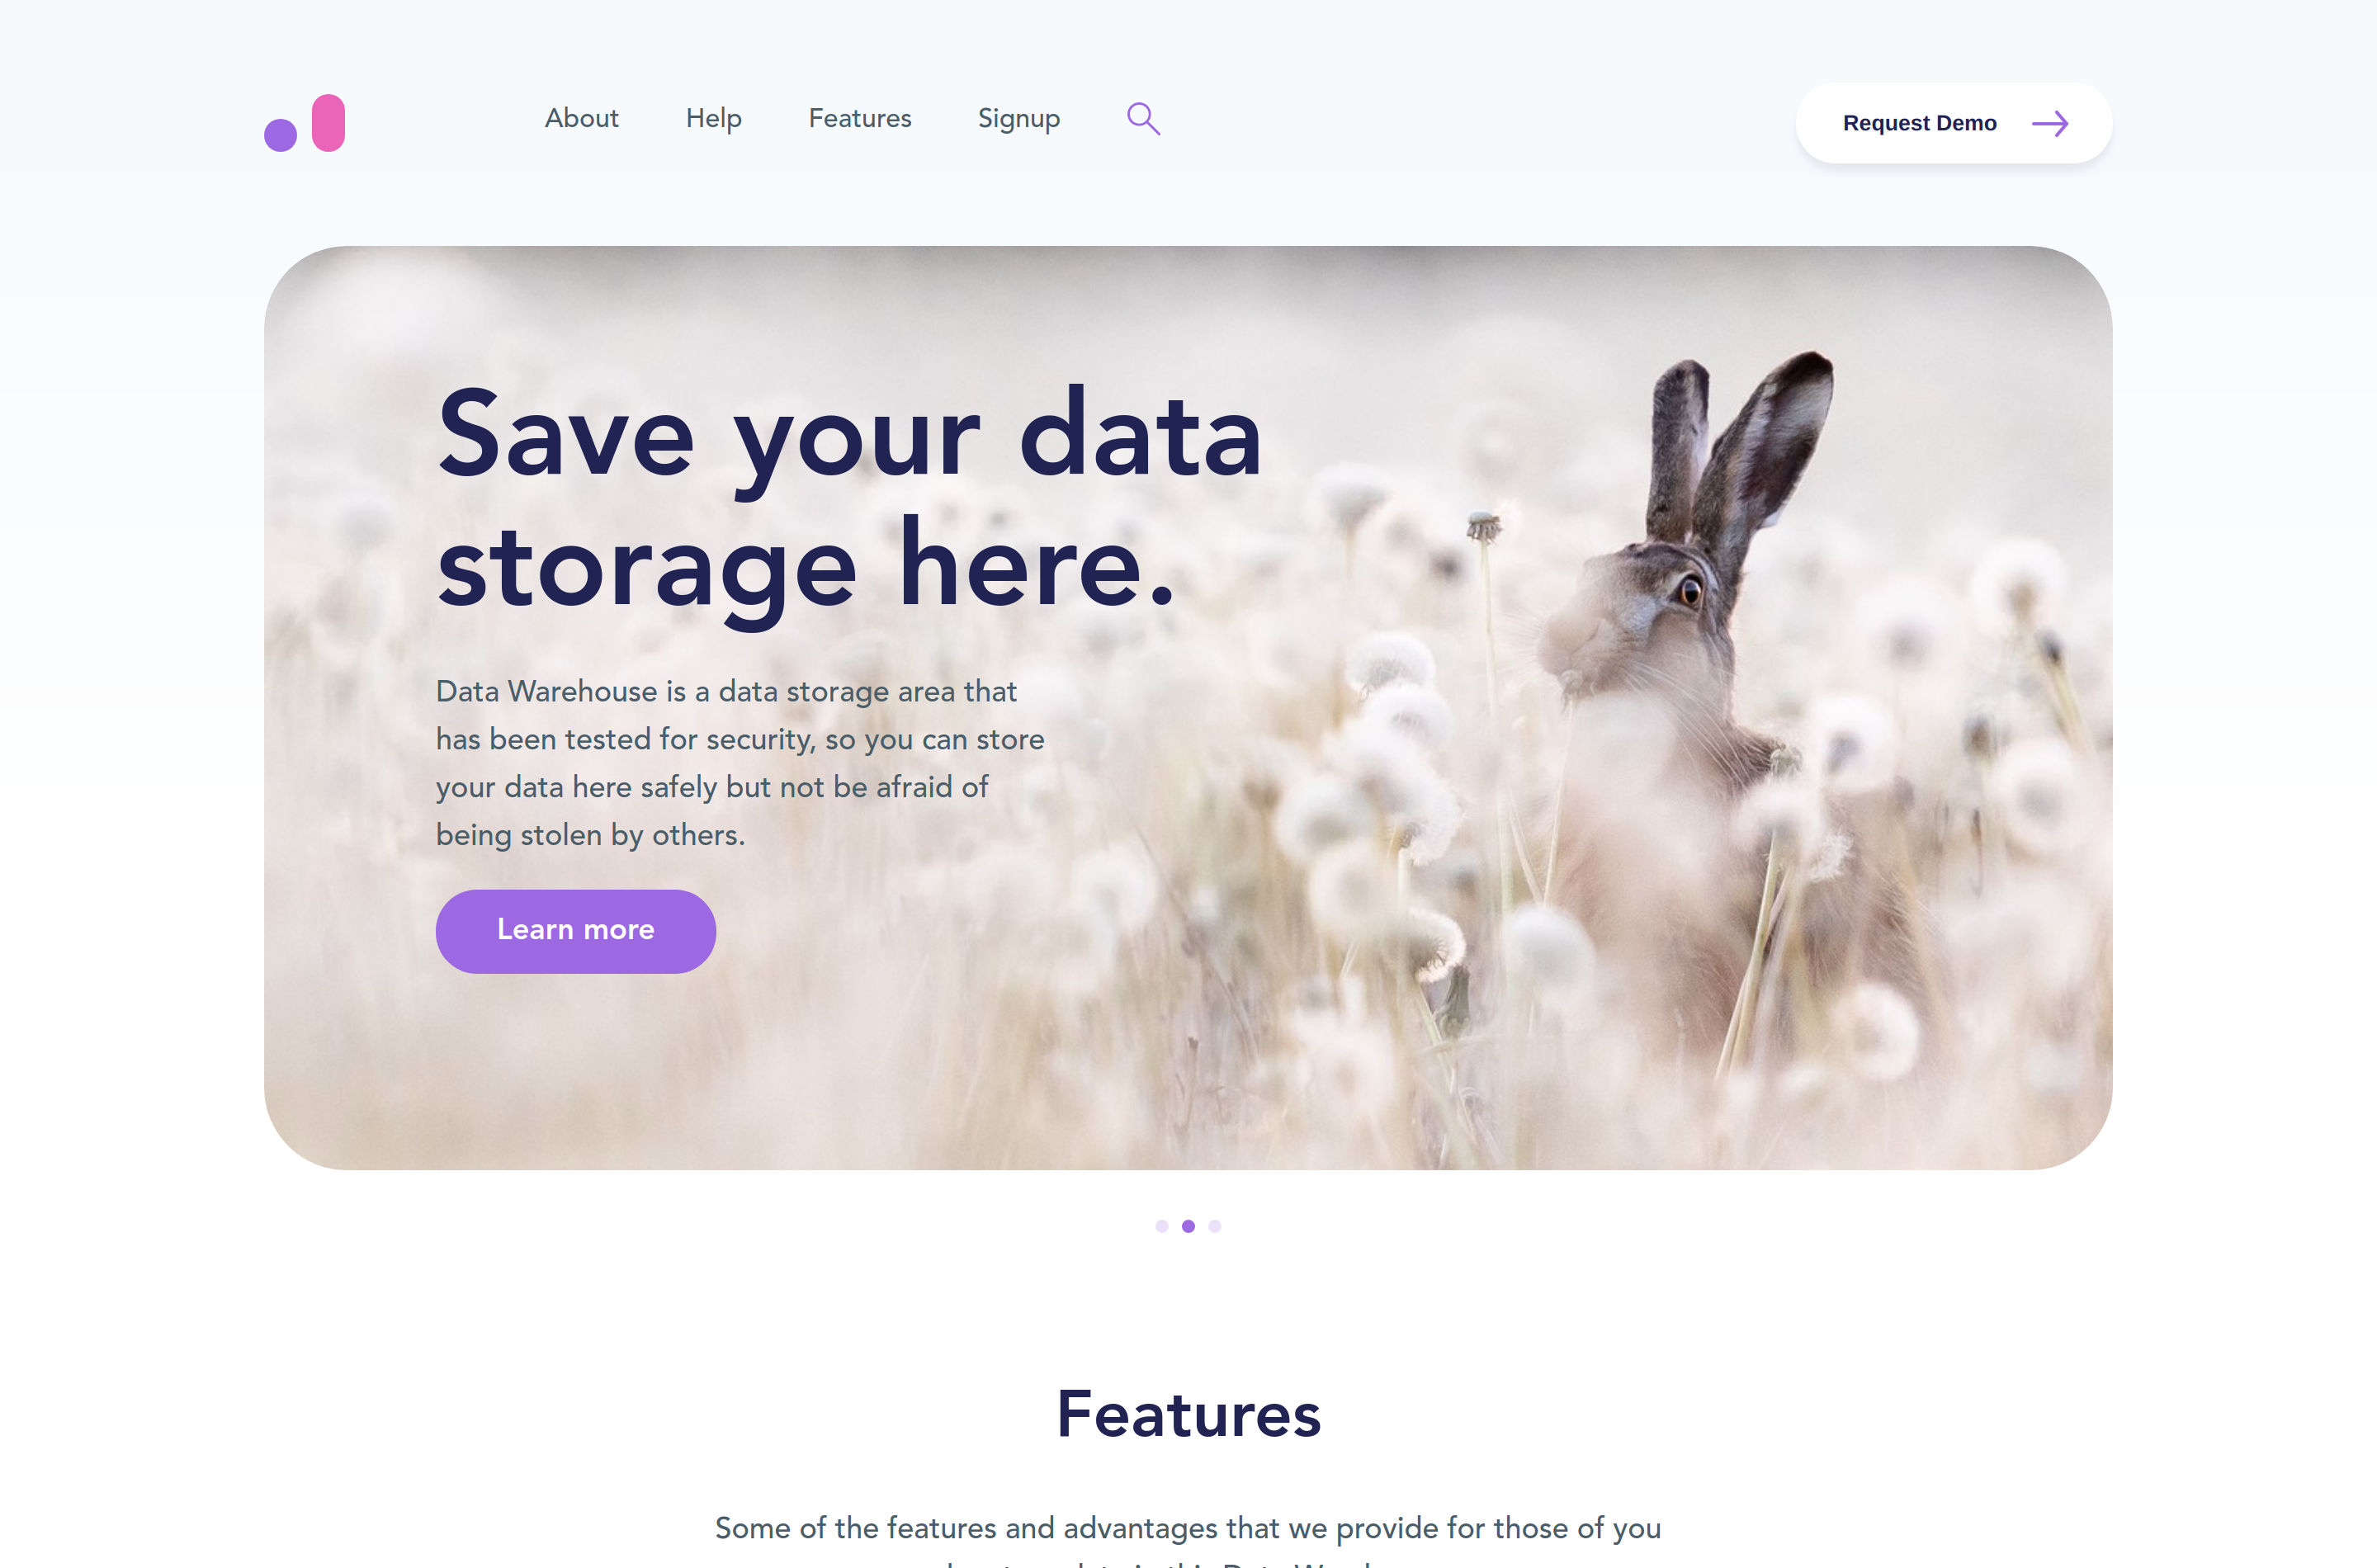 About Help Features Signup
Request Demo
Save your data
storage here.
Data Warehouse is a data storage area that
has been tested for security, so you can store
your data here safely but not be afraid of
being stolen by others.
Learn more
Features
Some of the features and advantages that we provide for those of you